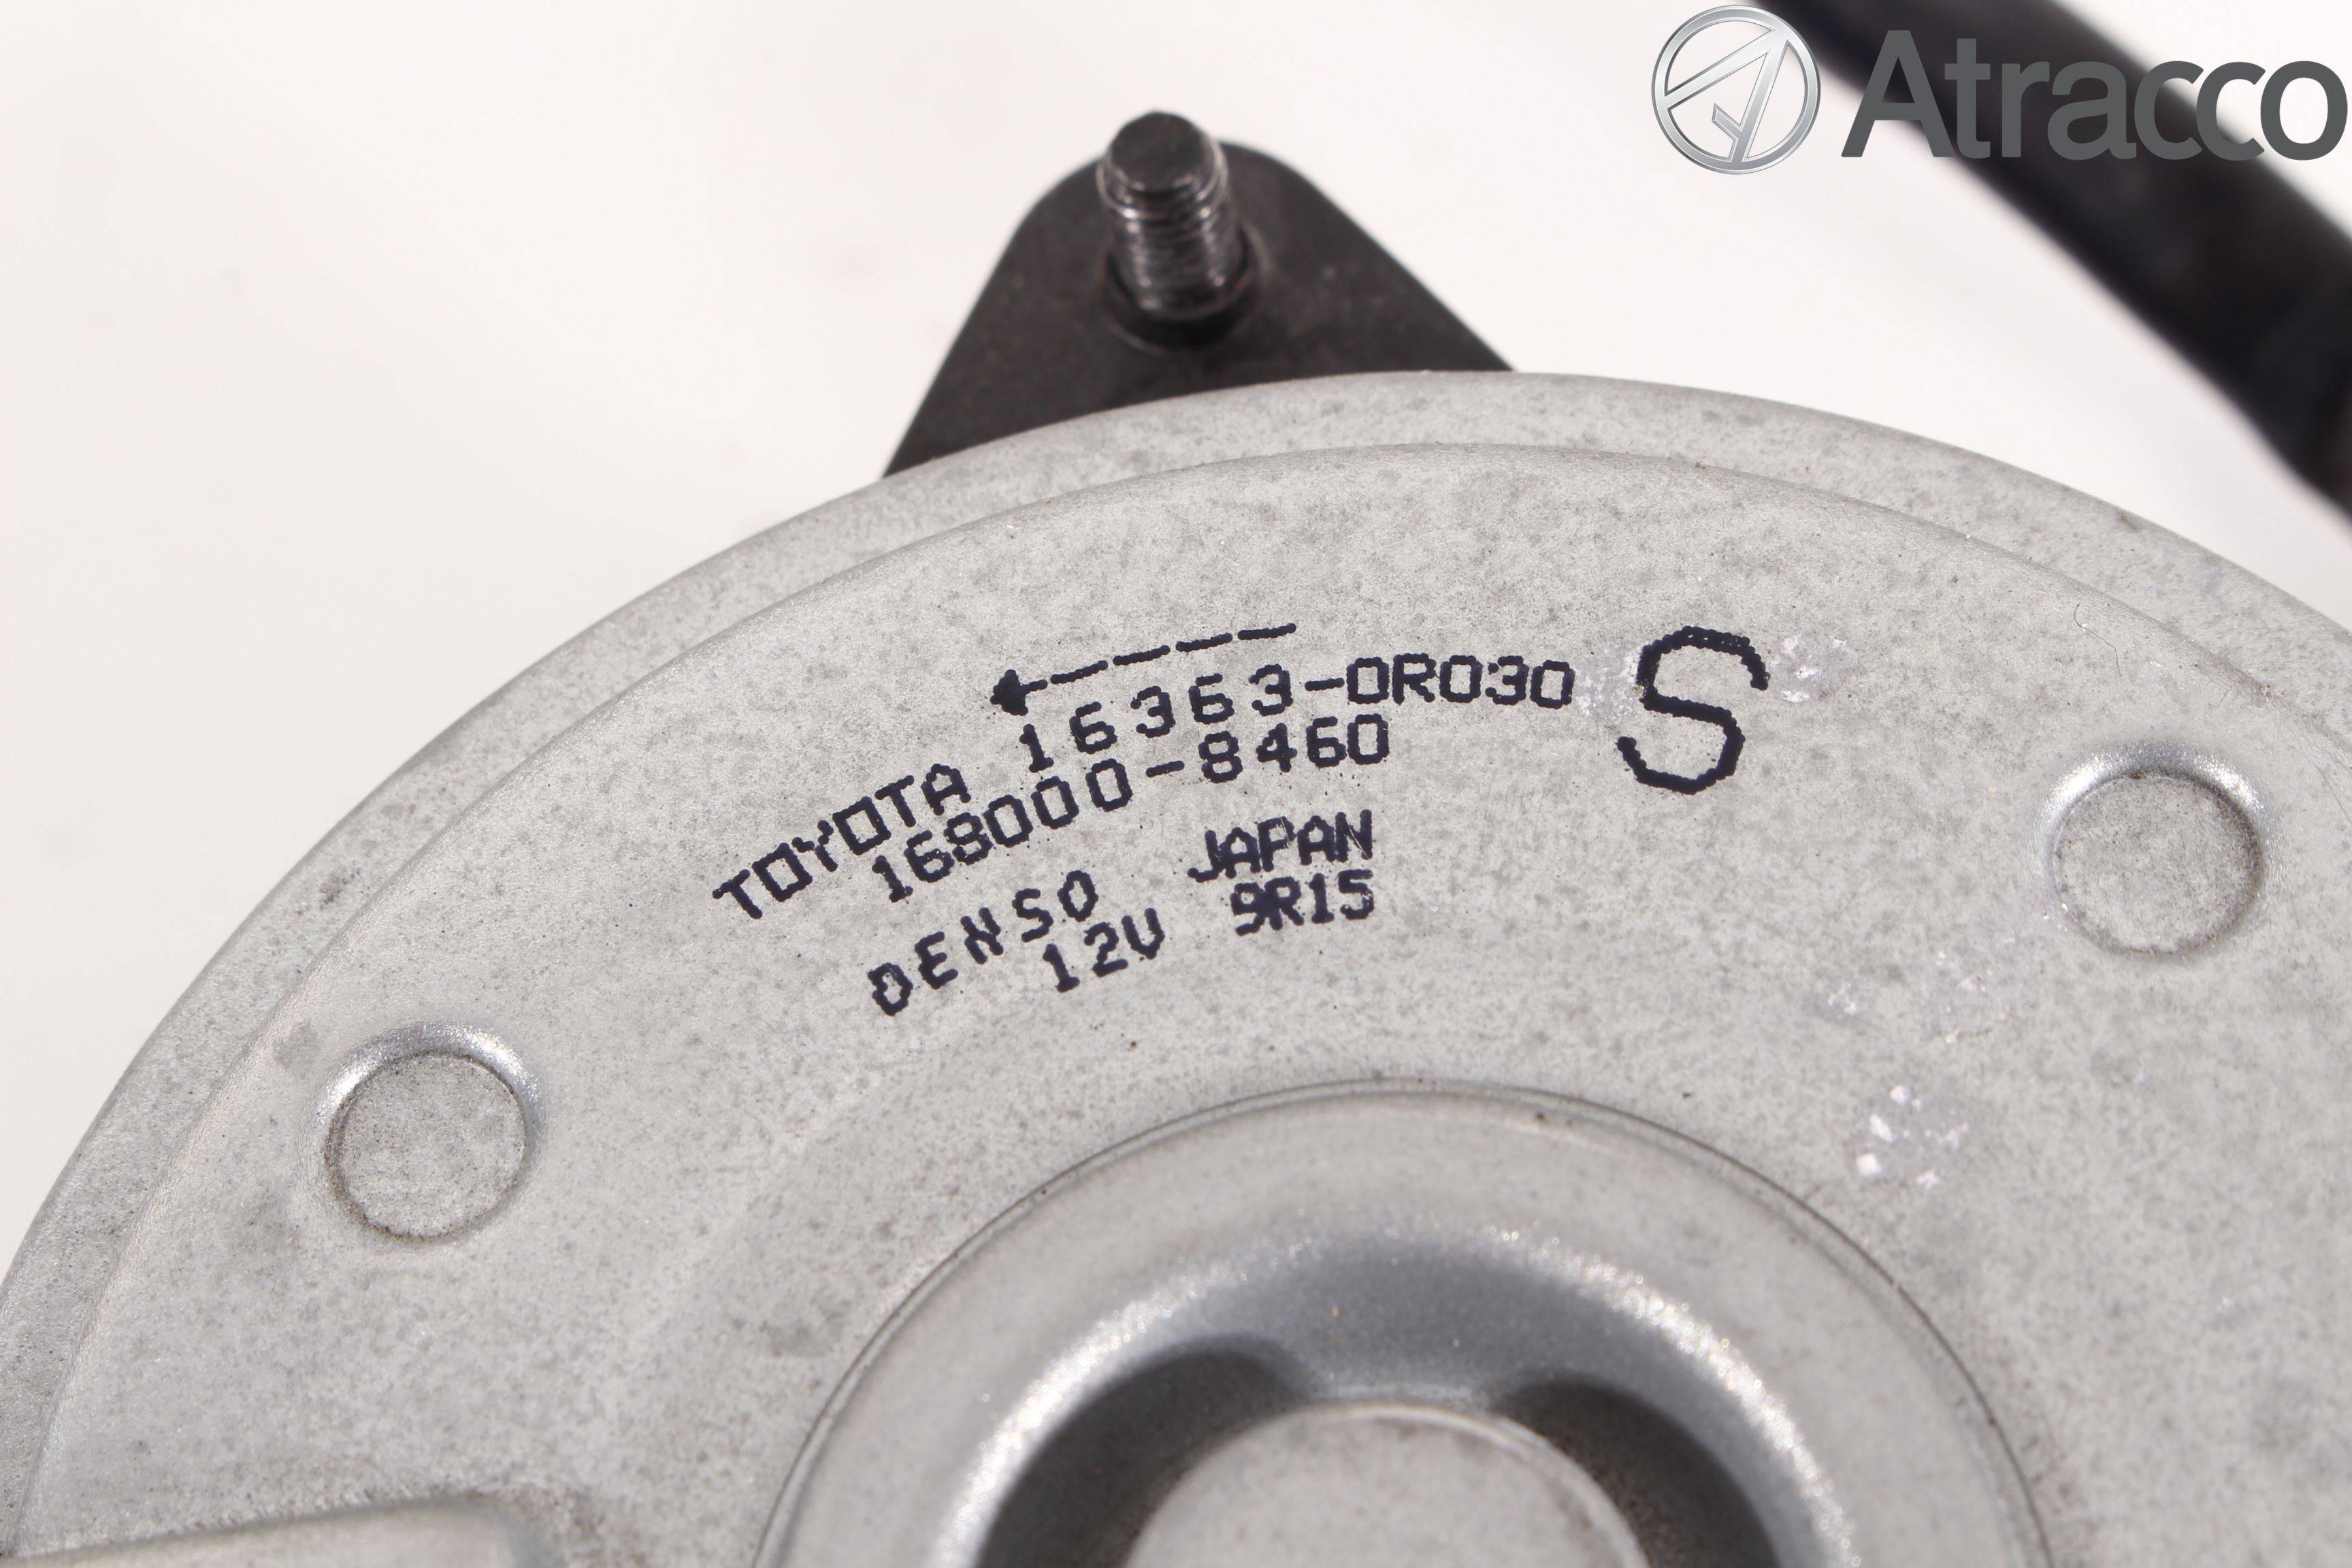 Atracco
TOYOTA 16363-0R030 S
168000-8460
DENSO JAPAN
12V 9R15